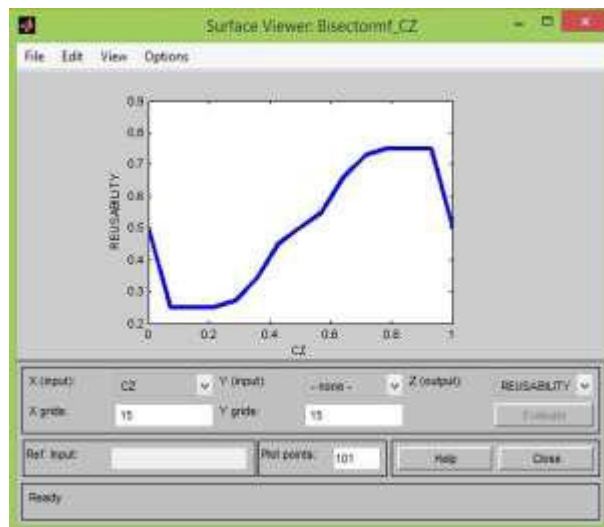 Surface Viewer: Bisectormf_CZ
File Edit View Options
0.9
0.8
0.7
0.6
0.5
0.4
0.3
0.2
REUSABILITY
0 0.2 0.4 0.6 0.8 1
CZ
X (input): CZ Y (input): - none - Z (output): REUSABILITY
X grids: 15 Y grids: 15 Evaluate
Ref. Input: Plot points: 101 Help Close
Ready